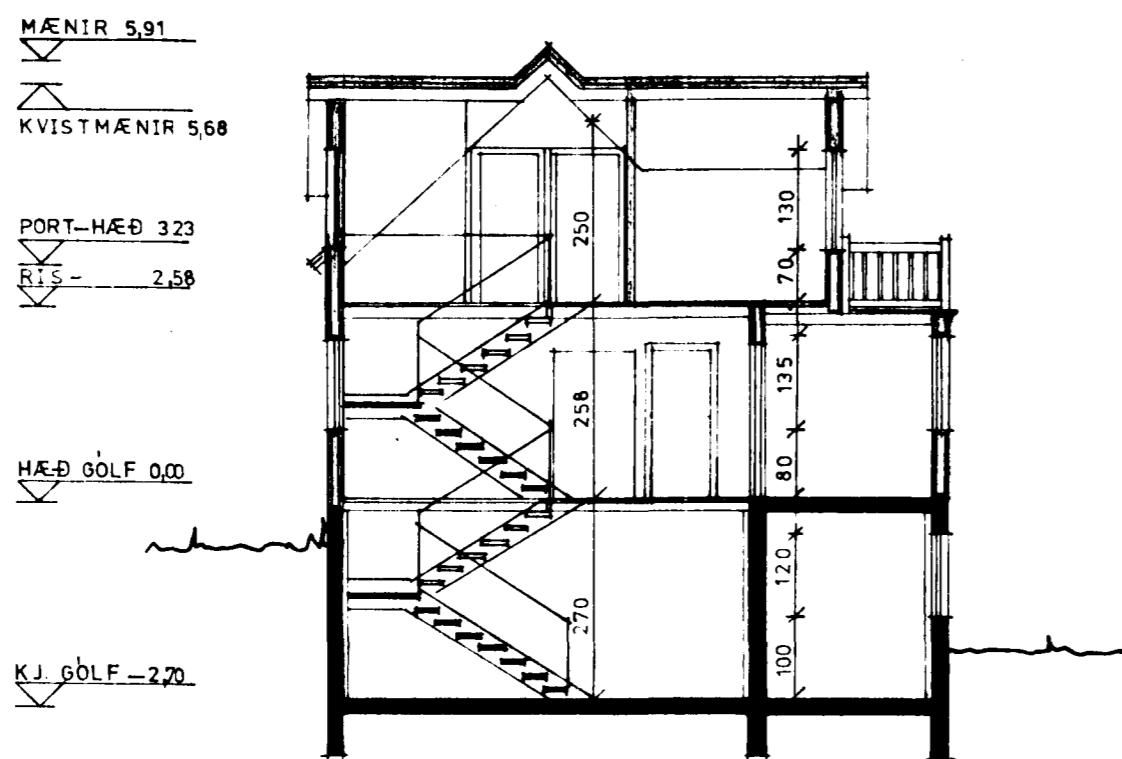 MÆNIR 5,91
KVISTMÆNIR 5,68
PORT-HÆÐ 3.23
RIS- 2,58
HÆÐ GÓLF 0,00
KJ. GÓLF -2,70
250
130
70
258
135
80
270
120
100